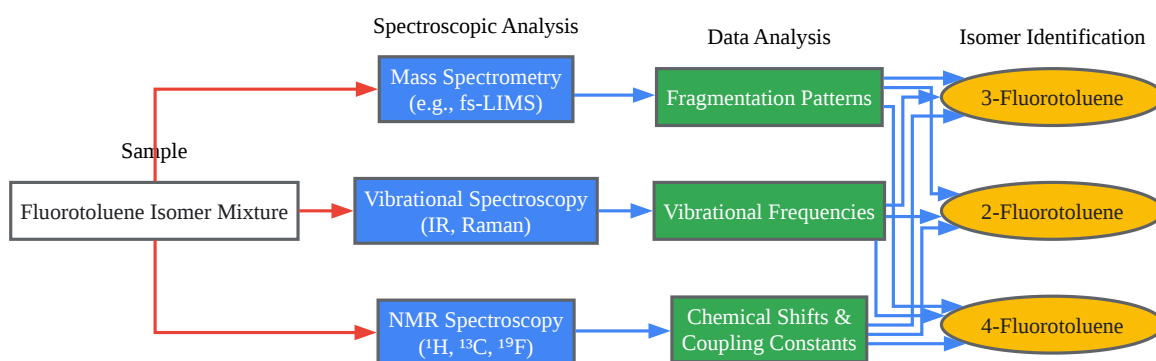 Spectroscopic Analysis
Data Analysis
Isomer Identification
Mass Spectrometry
(e.g., fs-LIMS)
Fragmentation Patterns
3-Fluorotoluene
Sample
Fluorotoluene Isomer Mixture
Vibrational Spectroscopy
(IR, Raman)
Vibrational Frequencies
2-Fluorotoluene
NMR Spectroscopy
(¹H, ¹³C, ¹⁹F)
Chemical Shifts &
Coupling Constants
4-Fluorotoluene